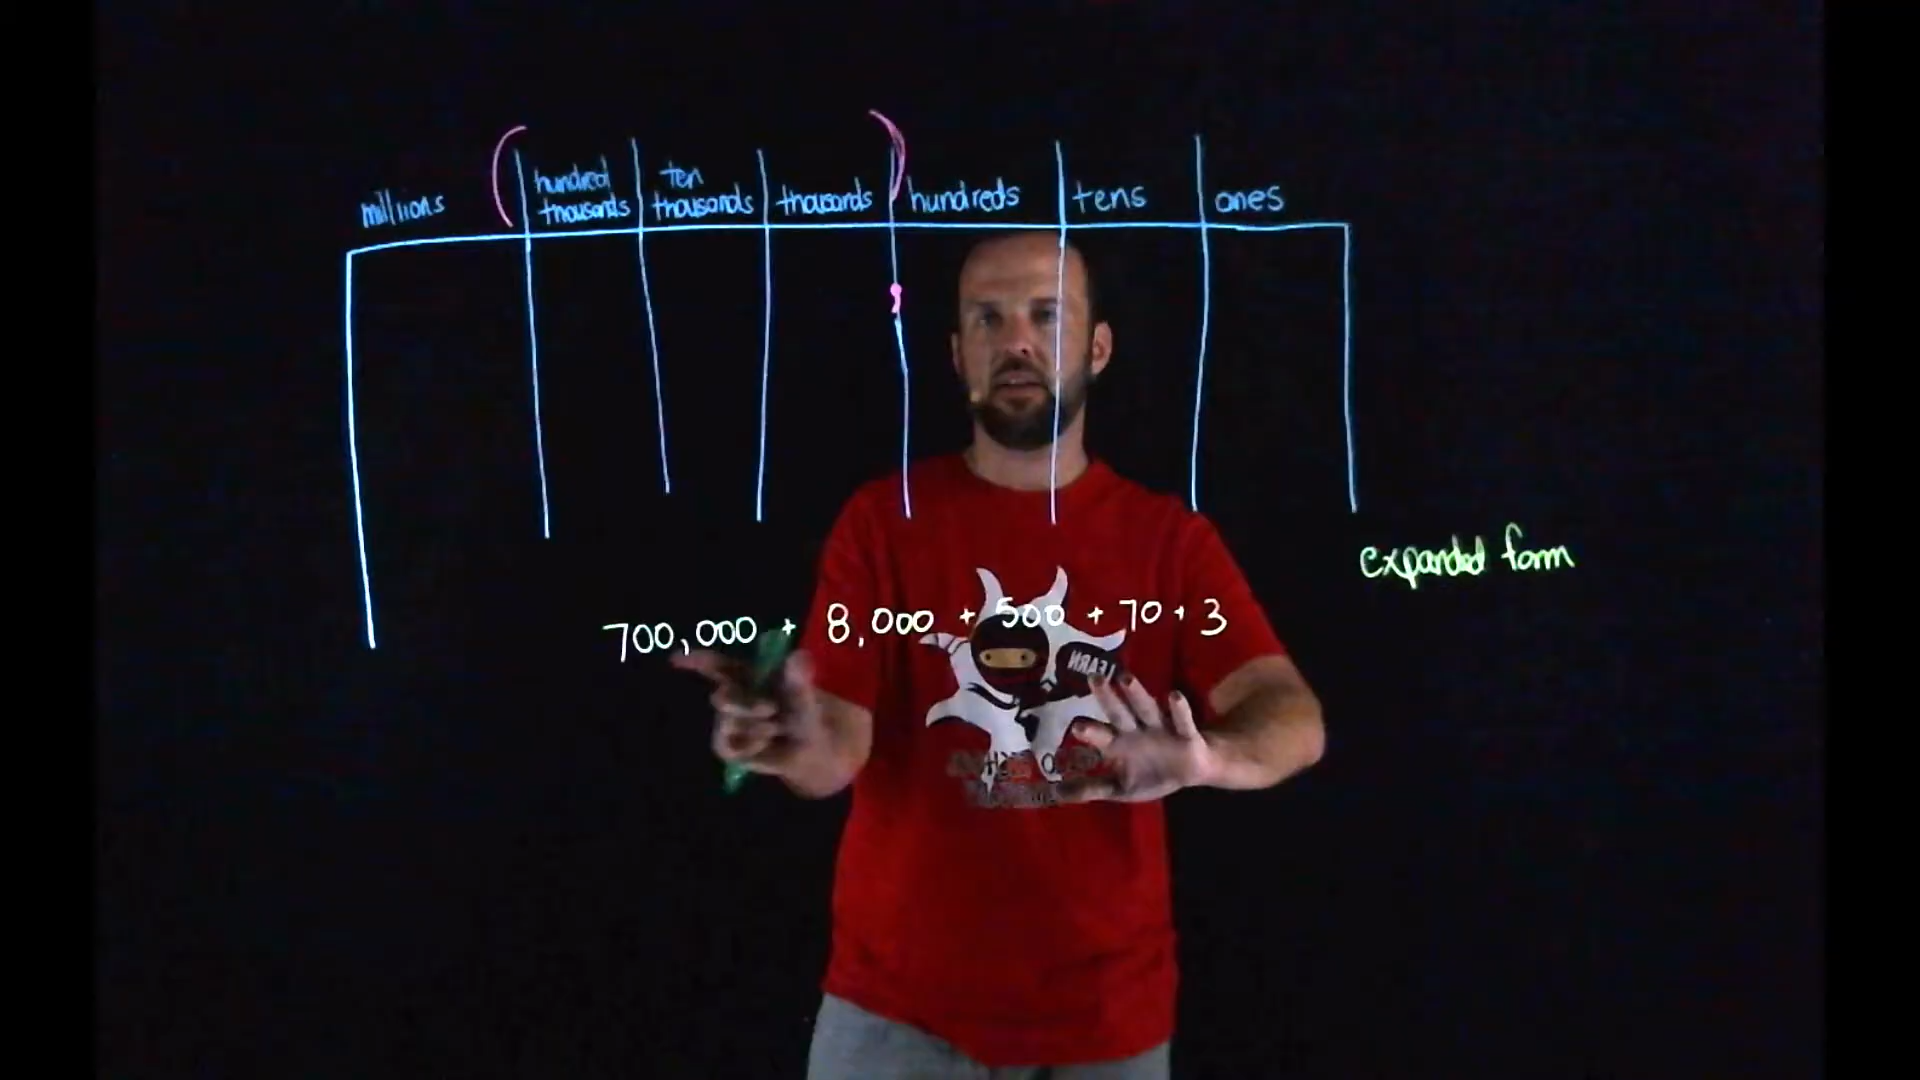 millions hundred thousands ten thousands thousands hundreds tens ones
expanded form
700,000 + 8,000 + 500 + 70 + 3
LEARN